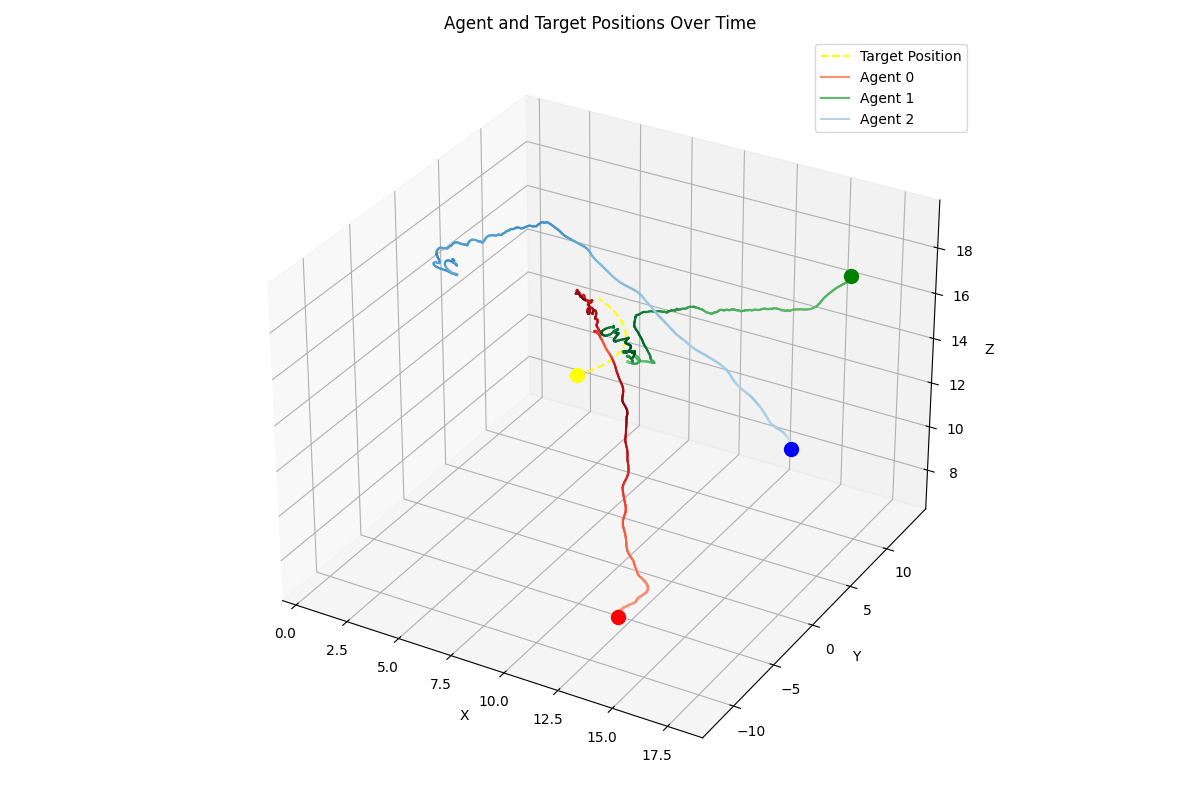 Agent and Target Positions Over Time
Target Position
Agent 0
Agent 1
Agent 2
18
16
14
12
10
8
Z
10
5
0
−5
−10
Y
0.0
2.5
5.0
7.5
10.0
12.5
15.0
17.5
X